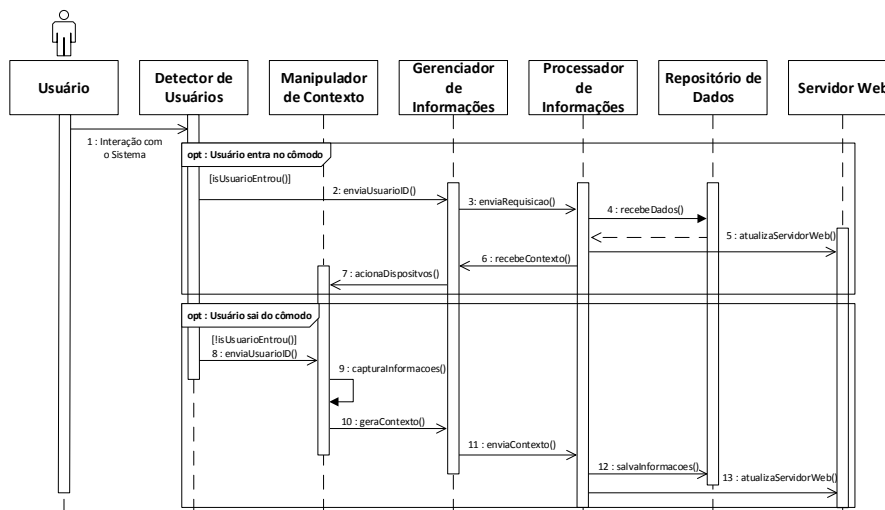 Usuário
Detector de
Usuários
Manipulador
de Contexto
Gerenciador
de
Informações
Processador
de
Informações
Repositório de
Dados
Servidor Web
1 : Interação com
o Sistema
opt : Usuário entra no cômodo
[isUsuarioEntrou()]
2: enviaUsuarioID()
3: enviaRequisicao()
4 : recebeDados()
5 : atualizaServidorWeb()
6 : recebeContexto()
7 : acionaDispositvos()
opt : Usuário sai do cômodo
[!isUsuarioEntrou()]
8 : enviaUsuarioID()
9 : capturaInformacoes()
10 : geraContexto()
11 : enviaContexto()
12 : salvaInformacoes()
13 : atualizaServidorWeb()